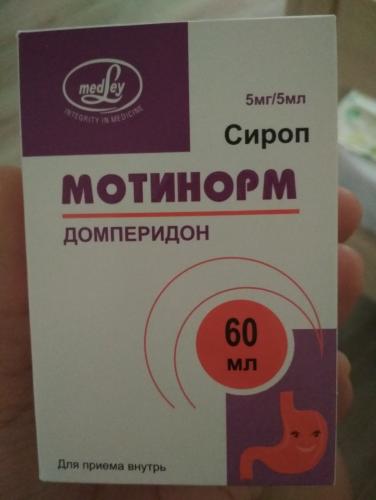 medley
INTEGRITY IN MEDICINE
5мг/5мл
Сироп
МОТИНОРМ
ДОМПЕРИДОН
60
мл
Для приема внутрь